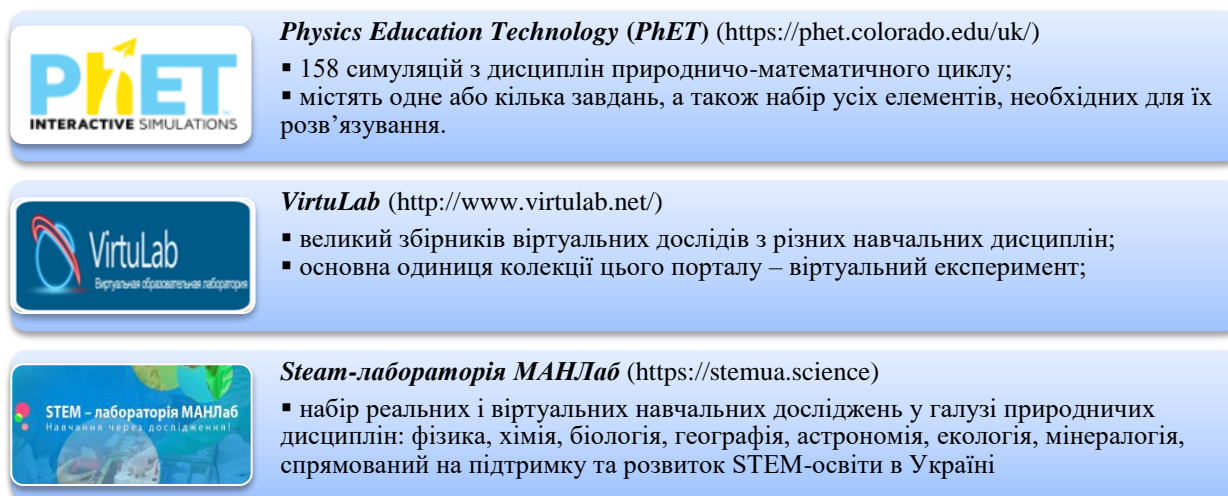 PhET
INTERACTIVE SIMULATIONS
Physics Education Technology (PhET) (https://phet.colorado.edu/uk/)
▪ 158 симуляцій з дисциплін природничо-математичного циклу;
▪ містять одне або кілька завдань, а також набір усіх елементів, необхідних для їх
розв’язування.
VirtuLab
Виртуальная образовательная лаборатория
VirtuLab (http://www.virtulab.net/)
▪ великий збірників віртуальних дослідів з різних навчальних дисциплін;
▪ основна одиниця колекції цього порталу – віртуальний експеримент;
STEM – лабораторія МАНЛаб
Навчання через дослідження!
Steam-лабораторія МАНЛаб (https://stemua.science)
▪ набір реальних і віртуальних навчальних досліджень у галузі природничих
дисциплін: фізика, хімія, біологія, географія, астрономія, екологія, мінералогія,
спрямований на підтримку та розвиток STEM-освіти в Україні